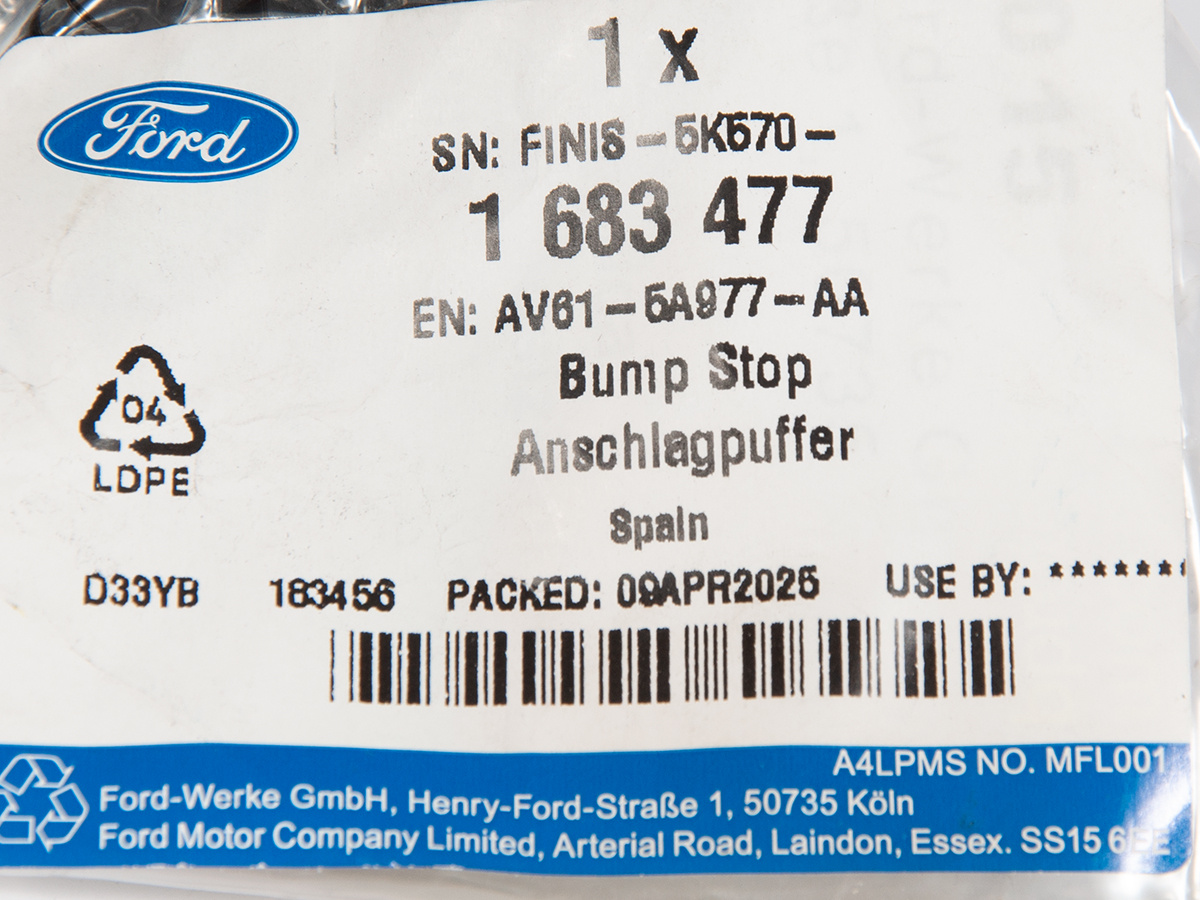 1 x
Ford
SN: FINIS-5K570-
1 683 477
EN: AV61-5A977-AA
Bump Stop
Anschlagpuffer
04
LDPE
Spain
D33YB 183456 PACKED: 09APR2025 USE BY: *******
A4LPMS NO. MFL001
Ford-Werke GmbH, Henry-Ford-Straße 1, 50735 Köln
Ford Motor Company Limited, Arterial Road, Laindon, Essex. SS15 6EE